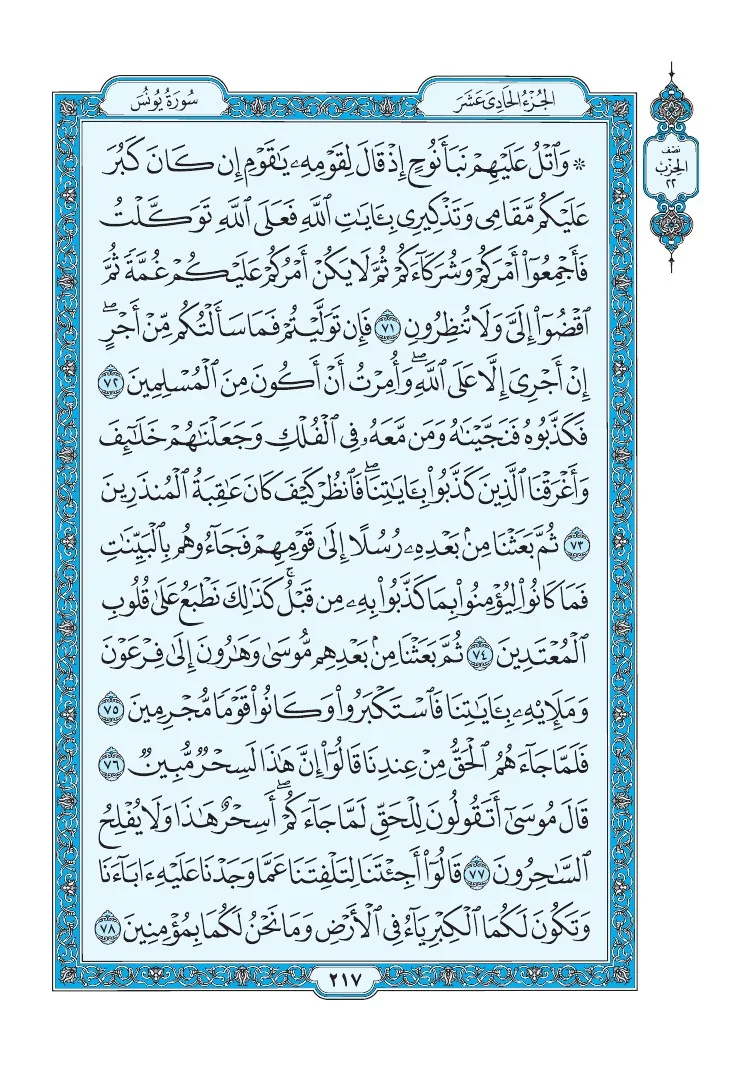 سُورَةُ يُونُسَ
الجُزْءُ الحَادِيَ عَشَرَ
نصف
الحِزْب
٢٢
* وَٱتۡلُ عَلَيۡهِمۡ نَبَأَ نُوحٍ إِذۡ قَالَ لِقَوۡمِهِۦ يَٰقَوۡمِ إِن كَانَ كَبُرَ
عَلَيۡكُم مَّقَامِي وَتَذۡكِيرِي بِـَٔايَٰتِ ٱللَّهِ فَعَلَى ٱللَّهِ تَوَكَّلۡتُ
فَأَجۡمِعُوٓاْ أَمۡرَكُمۡ وَشُرَكَآءَكُمۡ ثُمَّ لَا يَكُنۡ أَمۡرُكُمۡ عَلَيۡكُمۡ غُمَّةٗ ثُمَّ
ٱقۡضُوٓاْ إِلَيَّ وَلَا تُنظِرُونِ ٧١ فَإِن تَوَلَّيۡتُمۡ فَمَا سَأَلۡتُكُم مِّنۡ أَجۡرٍۖ
إِنۡ أَجۡرِيَ إِلَّا عَلَى ٱللَّهِۖ وَأُمِرۡتُ أَنۡ أَكُونَ مِنَ ٱلۡمُسۡلِمِينَ ٧٢
فَكَذَّبُوهُ فَنَجَّيۡنَٰهُ وَمَن مَّعَهُۥ فِي ٱلۡفُلۡكِ وَجَعَلۡنَٰهُمۡ خَلَٰٓئِفَ
وَأَغۡرَقۡنَا ٱلَّذِينَ كَذَّبُواْ بِـَٔايَٰتِنَاۖ فَٱنظُرۡ كَيۡفَ كَانَ عَٰقِبَةُ ٱلۡمُنذَرِينَ
٧٣ ثُمَّ بَعَثۡنَا مِنۢ بَعۡدِهِۦ رُسُلًا إِلَىٰ قَوۡمِهِمۡ فَجَآءُوهُم بِٱلۡبَيِّنَٰتِ
فَمَا كَانُواْ لِيُؤۡمِنُواْ بِمَا كَذَّبُواْ بِهِۦ مِن قَبۡلُۚ كَذَٰلِكَ نَطۡبَعُ عَلَىٰ قُلُوبِ
ٱلۡمُعۡتَدِينَ ٧٤ ثُمَّ بَعَثۡنَا مِنۢ بَعۡدِهِم مُّوسَىٰ وَهَٰرُونَ إِلَىٰ فِرۡعَوۡنَ
وَمَلَإِيْهِۦ بِـَٔايَٰتِنَا فَٱسۡتَكۡبَرُواْ وَكَانُواْ قَوۡمٗا مُّجۡرِمِينَ ٧٥
فَلَمَّا جَآءَهُمُ ٱلۡحَقُّ مِنۡ عِندِنَا قَالُوٓاْ إِنَّ هَٰذَا لَسِحۡرٞ مُّبِينٞ ٧٦
قَالَ مُوسَىٰٓ أَتَقُولُونَ لِلۡحَقِّ لَمَّا جَآءَكُمۡۖ أَسِحۡرٌ هَٰذَا وَلَا يُفۡلِحُ
ٱلسَّٰحِرُونَ ٧٧ قَالُوٓاْ أَجِئۡتَنَا لِتَلۡفِتَنَا عَمَّا وَجَدۡنَا عَلَيۡهِ ءَابَآءَنَا
وَتَكُونَ لَكُمَا ٱلۡكِبۡرِيَآءُ فِي ٱلۡأَرۡضِ وَمَا نَحۡنُ لَكُمَا بِمُؤۡمِنِينَ ٧٨
٢١٧